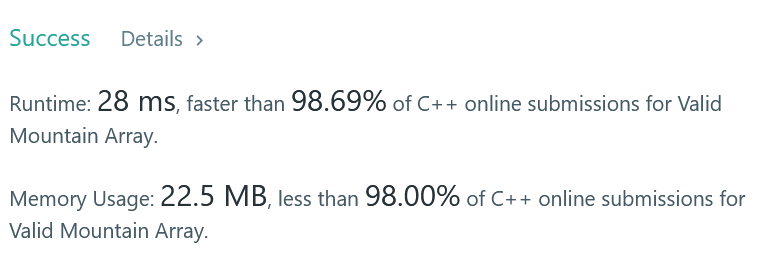 Success Details >
Runtime: 28 ms, faster than 98.69% of C++ online submissions for Valid
Mountain Array.
Memory Usage: 22.5 MB, less than 98.00% of C++ online submissions for
Valid Mountain Array.